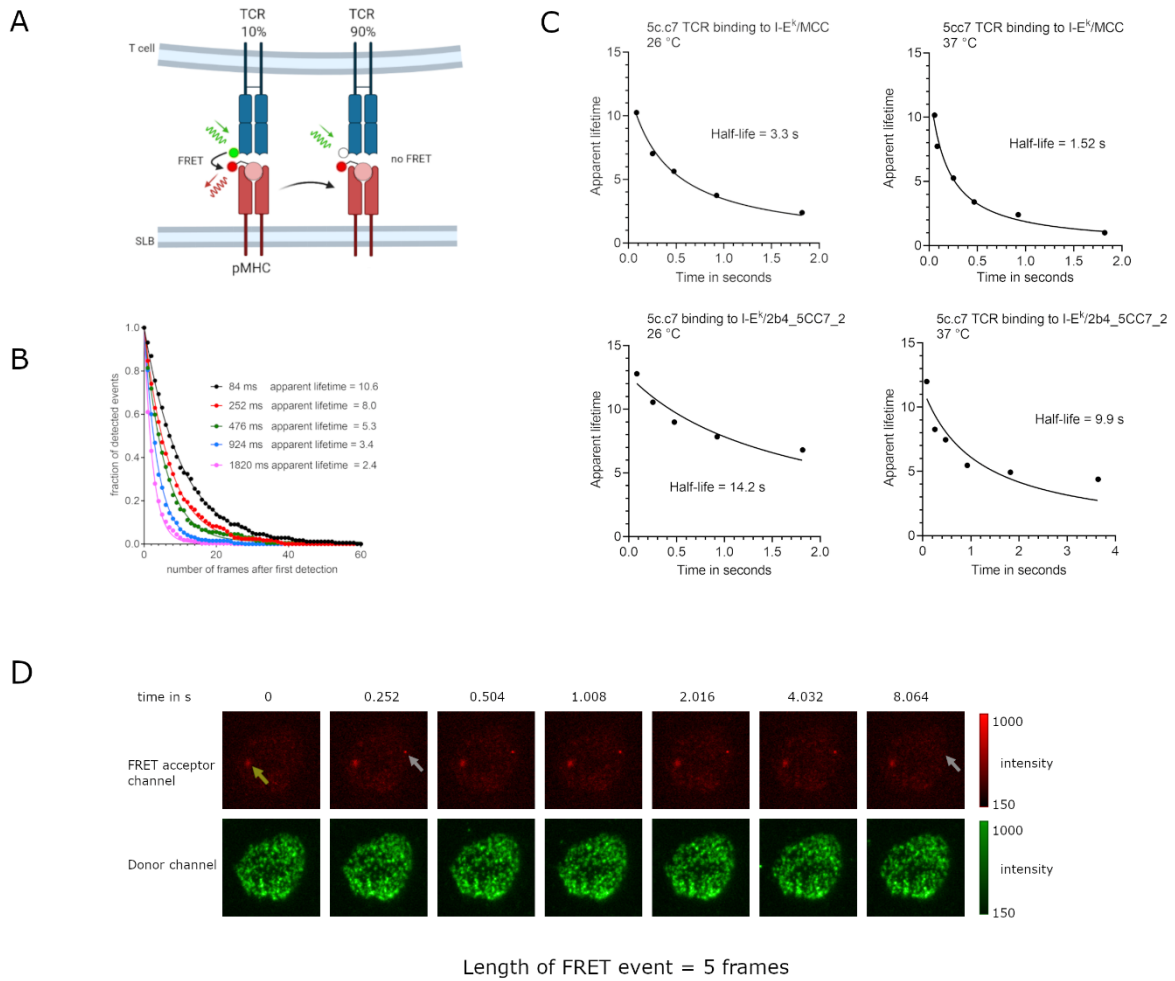 A
TCR
10%
TCR
90%
T cell
FRET
no FRET
SLB
pMHC
B
1.0
0.8
0.6
0.4
0.2
0.0
0
20
40
60
fraction of detected events
number of frames after first detection
84 ms apparent lifetime = 10.6
252 ms apparent lifetime = 8.0
476 ms apparent lifetime = 5.3
924 ms apparent lifetime = 3.4
1820 ms apparent lifetime = 2.4
C
5c.c7 TCR binding to I-Eᵏ/MCC
26 °C
15
10
5
0
0.0
0.5
1.0
1.5
2.0
Apparent lifetime
Time in seconds
Half-life = 3.3 s
5cc7 TCR binding to I-Eᵏ/MCC
37 °C
15
10
5
0
0.0
0.5
1.0
1.5
2.0
Apparent lifetime
Time in seconds
Half-life = 1.52 s
5c.c7 binding to I-Eᵏ/2b4_5CC7_2
26 °C
15
10
5
0
0.0
0.5
1.0
1.5
2.0
Apparent lifetime
Time in seconds
Half-life = 14.2 s
5c.c7 TCR binding to I-Eᵏ/2b4_5CC7_2
37 °C
15
10
5
0
0
1
2
3
4
Apparent lifetime
Time in seconds
Half-life = 9.9 s
D
time in s 0 0.252 0.504 1.008 2.016 4.032 8.064
FRET acceptor
channel
1000
intensity
150
Donor channel
1000
intensity
150
Length of FRET event = 5 frames